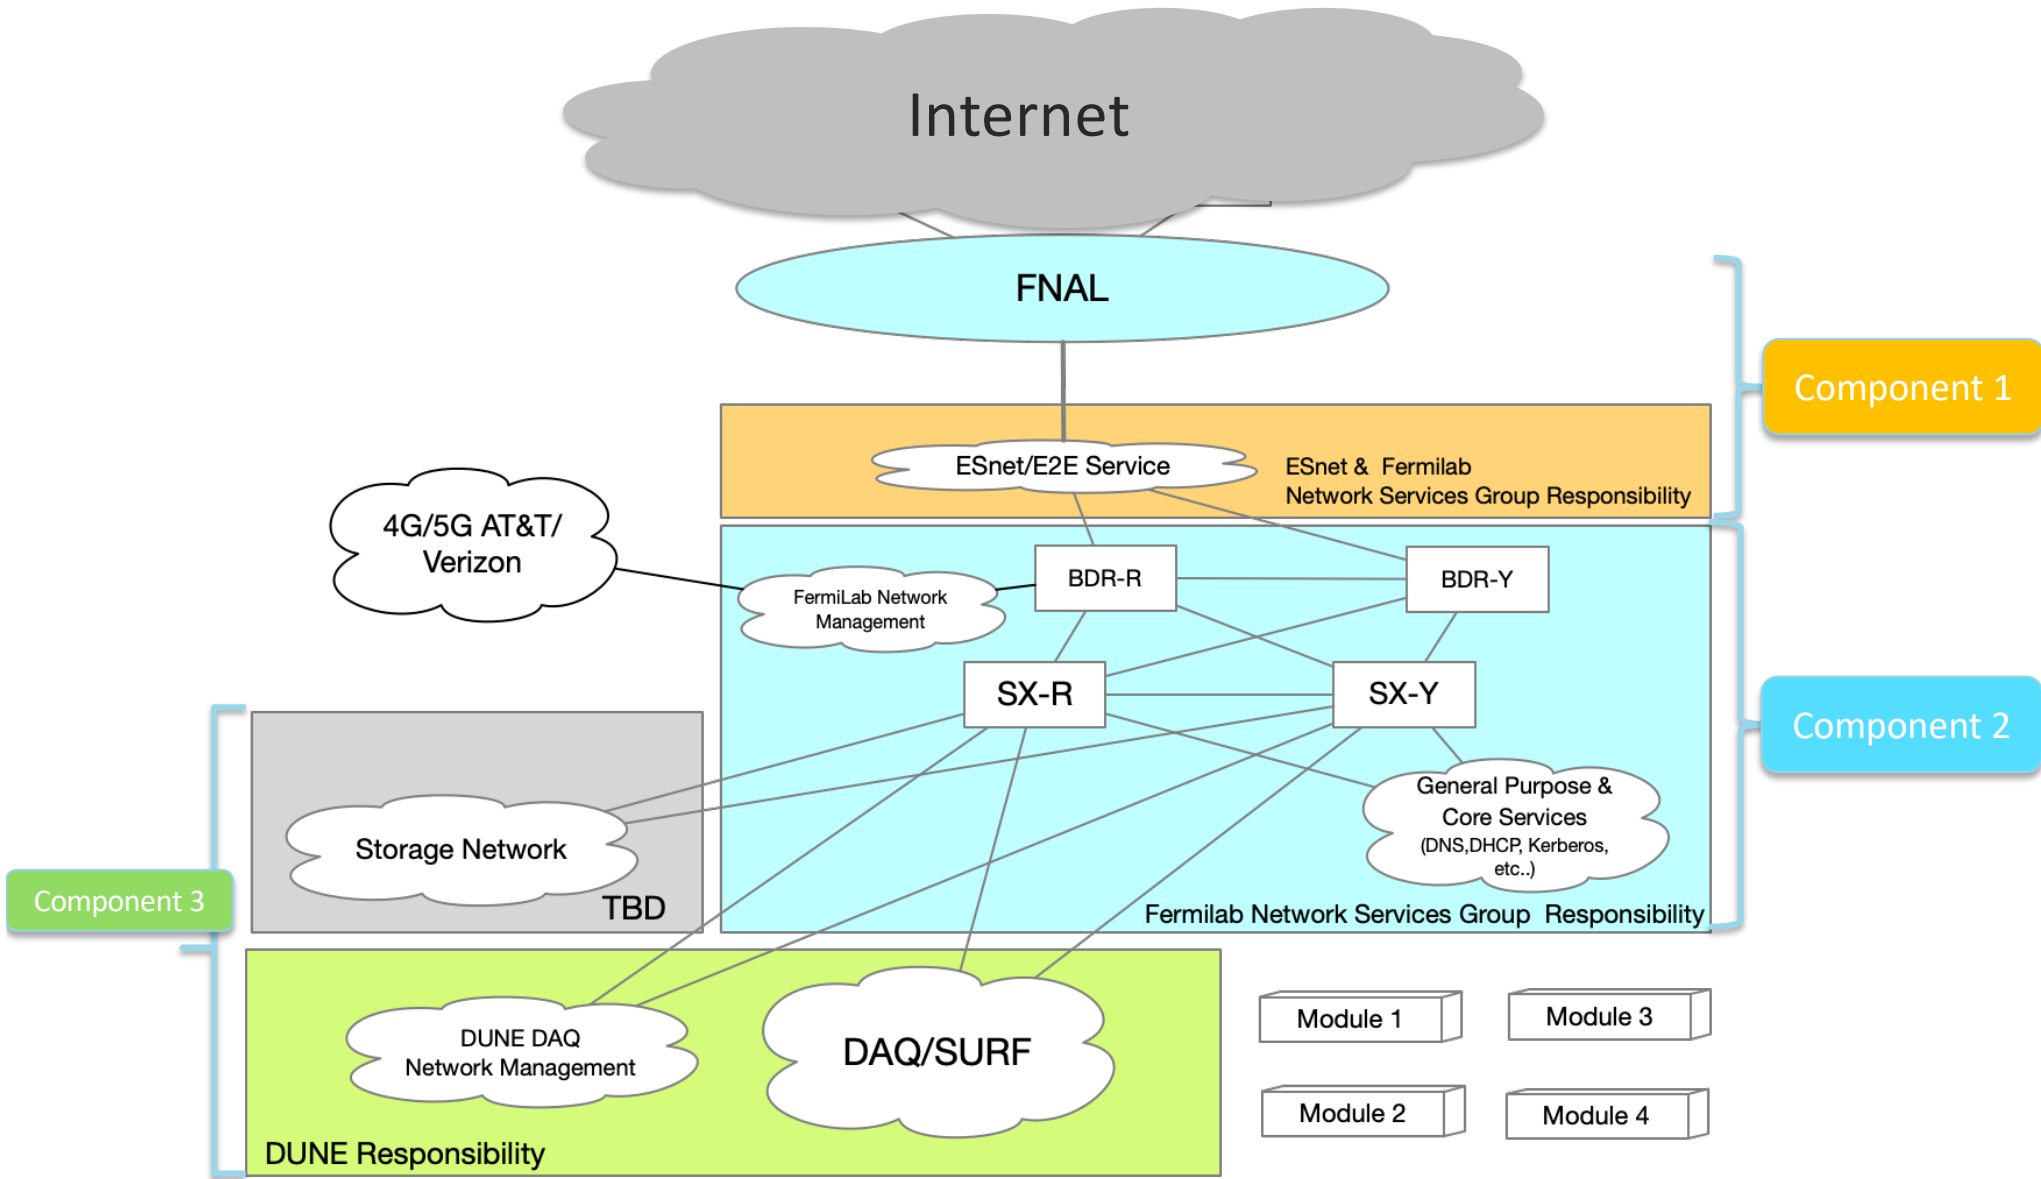 Internet
FNAL
Component 1
ESnet/E2E Service
ESnet & Fermilab
Network Services Group Responsibility
4G/5G AT&T/
Verizon
BDR-R
BDR-Y
FermiLab Network
Management
SX-R
SX-Y
Component 2
General Purpose &
Core Services
(DNS,DHCP, Kerberos,
etc..)
Storage Network
TBD
Component 3
Fermilab Network Services Group Responsibility
DUNE DAQ
Network Management
DAQ/SURF
DUNE Responsibility
Module 1
Module 3
Module 2
Module 4